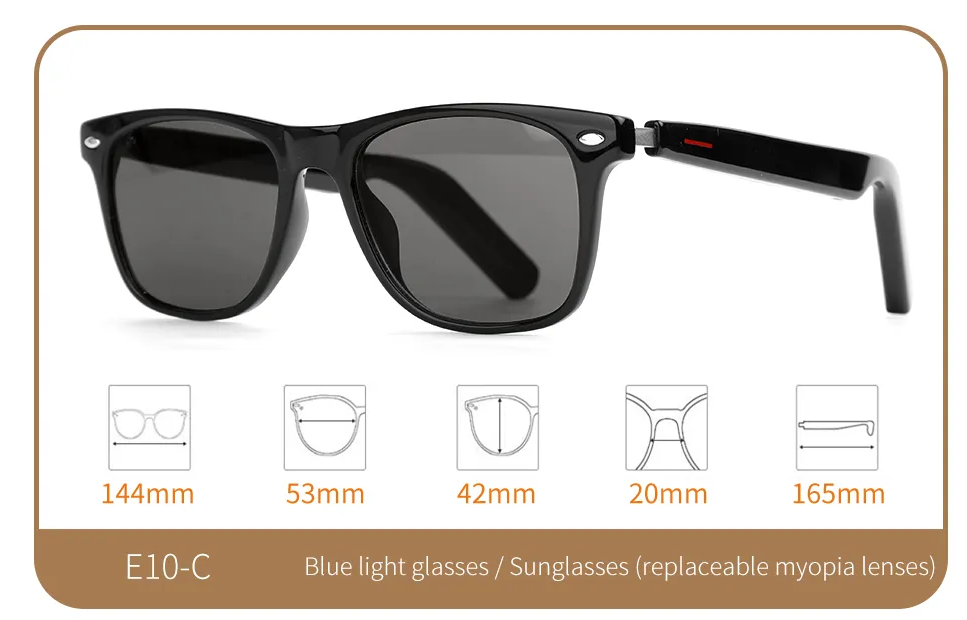 144mm
53mm
42mm
20mm
165mm
E10-C
Blue light glasses / Sunglasses (replaceable myopia lenses)